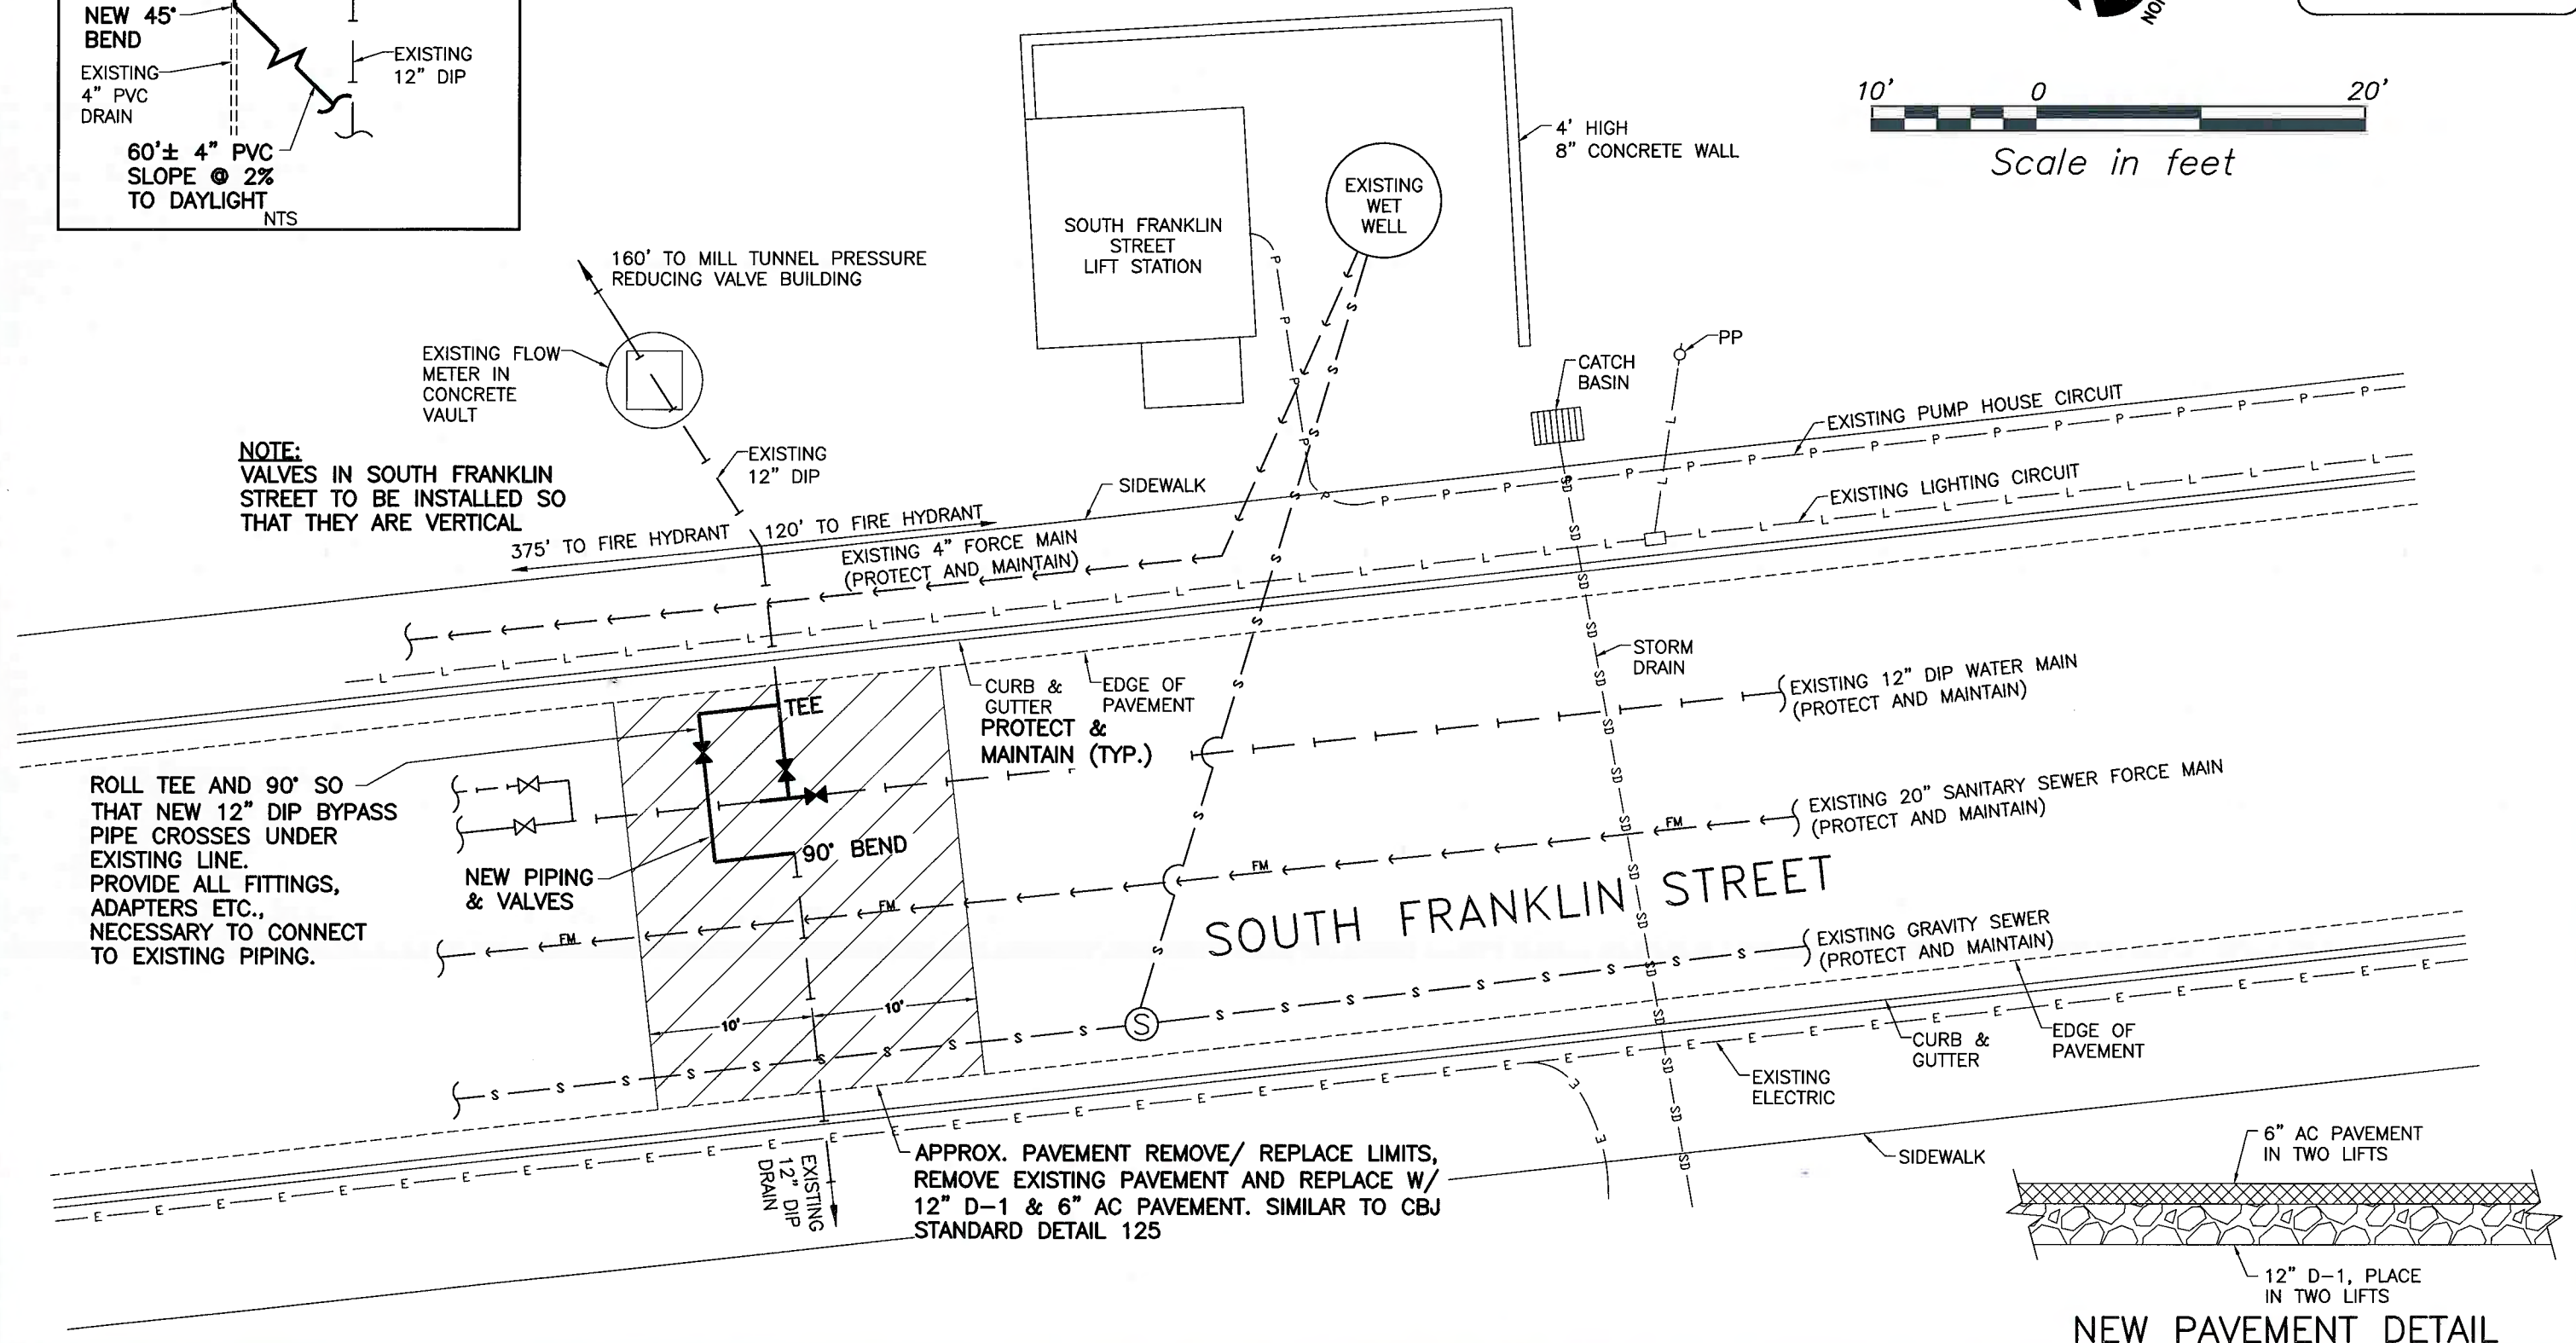 NEW 45°
BEND
EXISTING
4" PVC
DRAIN
EXISTING
12" DIP
60'± 4" PVC
SLOPE @ 2%
TO DAYLIGHT
NTS
160' TO MILL TUNNEL PRESSURE
REDUCING VALVE BUILDING
EXISTING FLOW
METER IN
CONCRETE
VAULT
EXISTING
12" DIP
NOTE:
VALVES IN SOUTH FRANKLIN
STREET TO BE INSTALLED SO
THAT THEY ARE VERTICAL
SOUTH FRANKLIN
STREET
LIFT STATION
EXISTING
WET
WELL
4' HIGH
8" CONCRETE WALL
10' 0 20'
Scale in feet
PP
CATCH
BASIN
EXISTING PUMP HOUSE CIRCUIT
EXISTING LIGHTING CIRCUIT
SIDEWALK
375' TO FIRE HYDRANT
120' TO FIRE HYDRANT
EXISTING 4" FORCE MAIN
(PROTECT AND MAINTAIN)
CURB &
GUTTER
PROTECT &
MAINTAIN (TYP.)
EDGE OF
PAVEMENT
STORM
DRAIN
EXISTING 12" DIP WATER MAIN
(PROTECT AND MAINTAIN)
TEE
90° BEND
ROLL TEE AND 90° SO
THAT NEW 12" DIP BYPASS
PIPE CROSSES UNDER
EXISTING LINE.
PROVIDE ALL FITTINGS,
ADAPTERS ETC.,
NECESSARY TO CONNECT
TO EXISTING PIPING.
NEW PIPING
& VALVES
EXISTING 20" SANITARY SEWER FORCE MAIN
(PROTECT AND MAINTAIN)
SOUTH FRANKLIN STREET
EXISTING GRAVITY SEWER
(PROTECT AND MAINTAIN)
10' 10'
S
CURB &
GUTTER
EDGE OF
PAVEMENT
EXISTING
ELECTRIC
EXISTING
12" DIP
DRAIN
APPROX. PAVEMENT REMOVE/ REPLACE LIMITS,
REMOVE EXISTING PAVEMENT AND REPLACE W/
12" D-1 & 6" AC PAVEMENT. SIMILAR TO CBJ
STANDARD DETAIL 125
SIDEWALK
6" AC PAVEMENT
IN TWO LIFTS
12" D-1, PLACE
IN TWO LIFTS
NEW PAVEMENT DETAIL